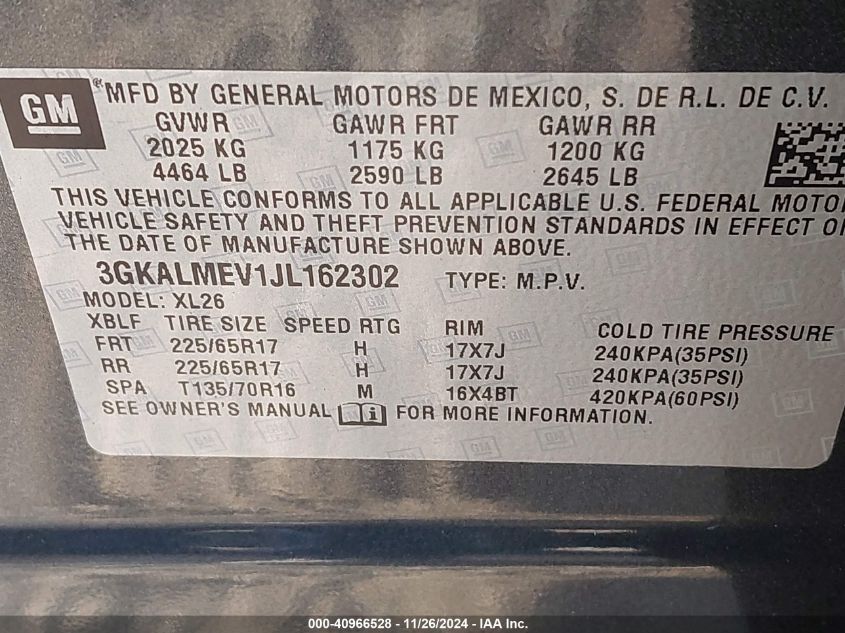 GM ® MFD BY GENERAL MOTORS DE MEXICO, S. DE R.L. DE C.V.
GVWR GAWR FRT GAWR RR
2025 KG 1175 KG 1200 KG
4464 LB 2590 LB 2645 LB
THIS VEHICLE CONFORMS TO ALL APPLICABLE U.S. FEDERAL MOTO
VEHICLE SAFETY AND THEFT PREVENTION STANDARDS IN EFFECT O
THE DATE OF MANUFACTURE SHOWN ABOVE.
3GKALMEV1JL162302 TYPE: M.P.V.
MODEL: XL26
XBLF TIRE SIZE SPEED RTG RIM COLD TIRE PRESSURE
FRT 225/65R17 H 17X7J 240KPA(35PSI)
RR 225/65R17 H 17X7J 240KPA(35PSI)
SPA T135/70R16 M 16X4BT 420KPA(60PSI)
SEE OWNER'S MANUAL FOR MORE INFORMATION.
000-40966528 - 11/26/2024 - IAA Inc.